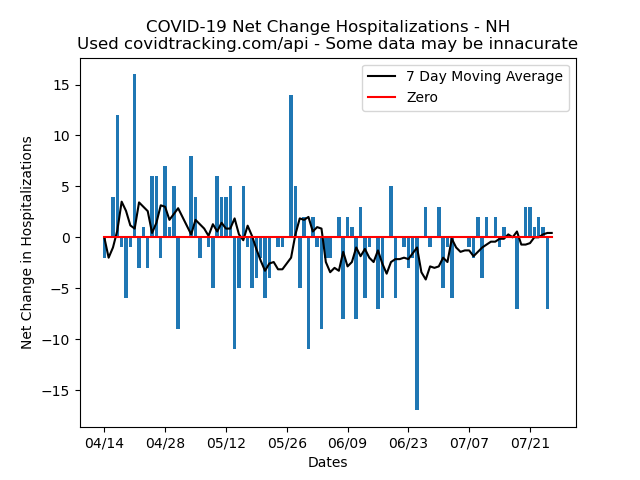 COVID-19 Net Change Hospitalizations - NH
Used covidtracking.com/api - Some data may be innacurate
7 Day Moving Average
Zero
Net Change in Hospitalizations
15
10
5
0
−5
−10
−15
04/14 04/28 05/12 05/26 06/09 06/23 07/07 07/21
Dates